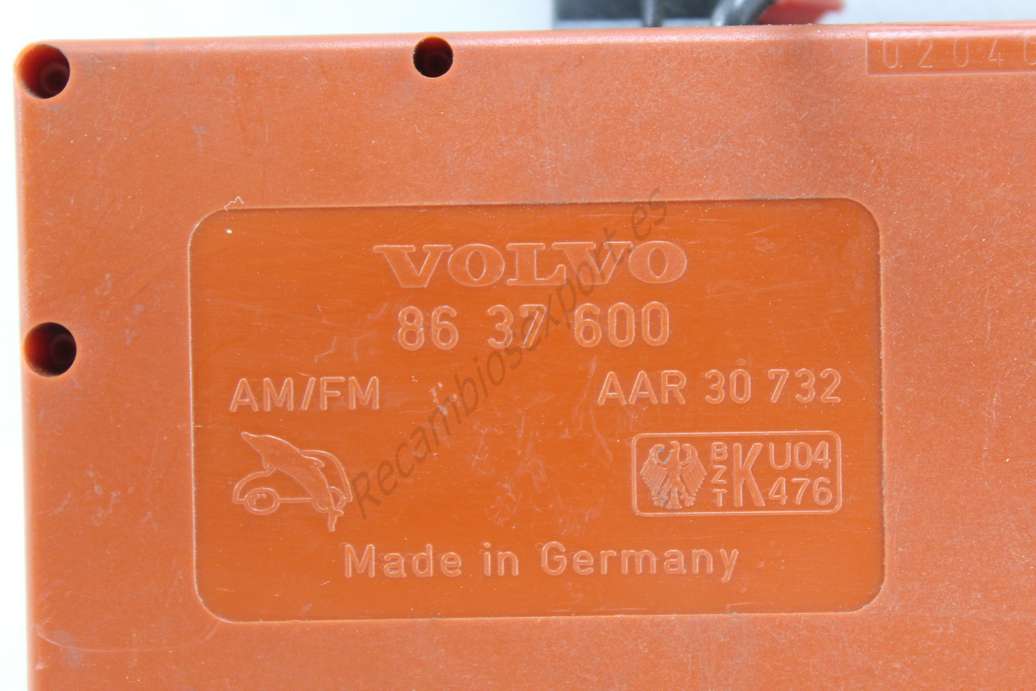 0204
VOLVO
86 37 600
AM/FM
AAR 30 732
BZT K U04 476
Made in Germany
Recambiosexport.es